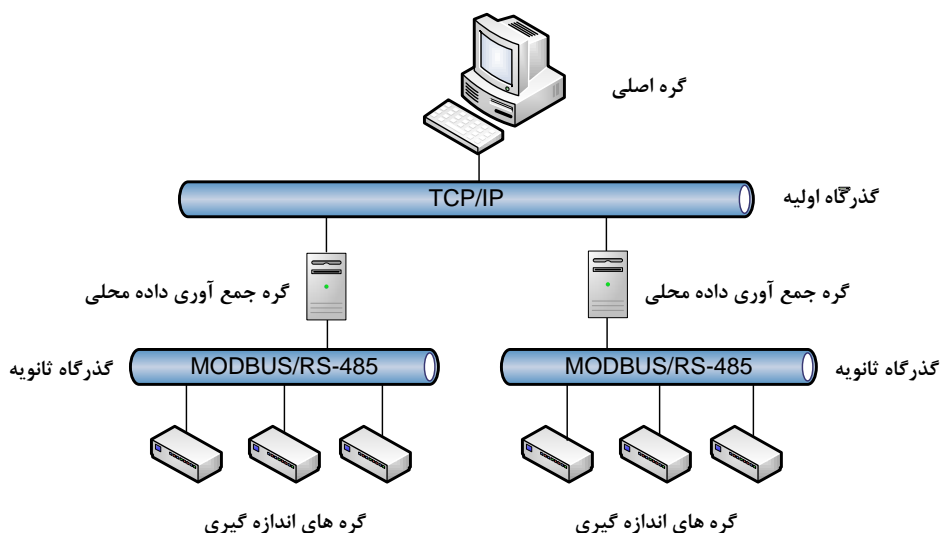 گره اصلی
TCP/IP
گذرگاه اولیه
گره جمع آوری داده محلی
گره جمع آوری داده محلی
گذرگاه ثانویه
MODBUS/RS-485
MODBUS/RS-485
گذرگاه ثانویه
گره های اندازه گیری
گره های اندازه گیری